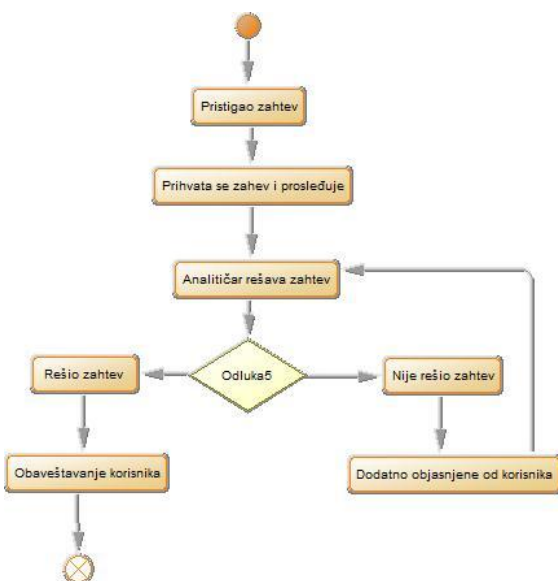 Pristigao zahtev
Prihvata se zahev i prosleđuje
Analitičar rešava zahtev
Odluka5
Rešio zahtev
Nije rešio zahtev
Obaveštavanje korisnika
Dodatno objasnjene od korisnika